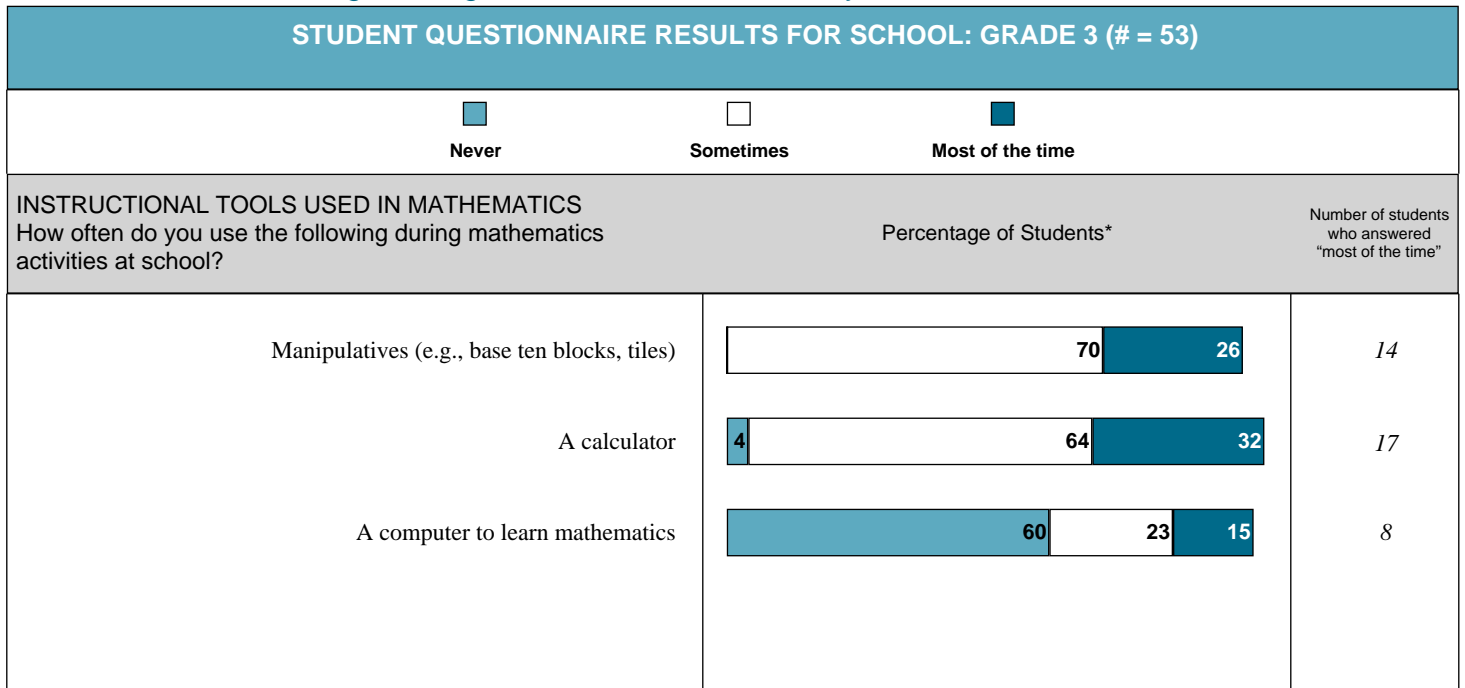 STUDENT QUESTIONNAIRE RESULTS FOR SCHOOL: GRADE 3 (# = 53)
Never Sometimes Most of the time
INSTRUCTIONAL TOOLS USED IN MATHEMATICS
How often do you use the following during mathematics
activities at school?
Percentage of Students*
Number of students
who answered
“most of the time”
Manipulatives (e.g., base ten blocks, tiles) 70 26 14
A calculator 4 64 32 17
A computer to learn mathematics 60 23 15 8